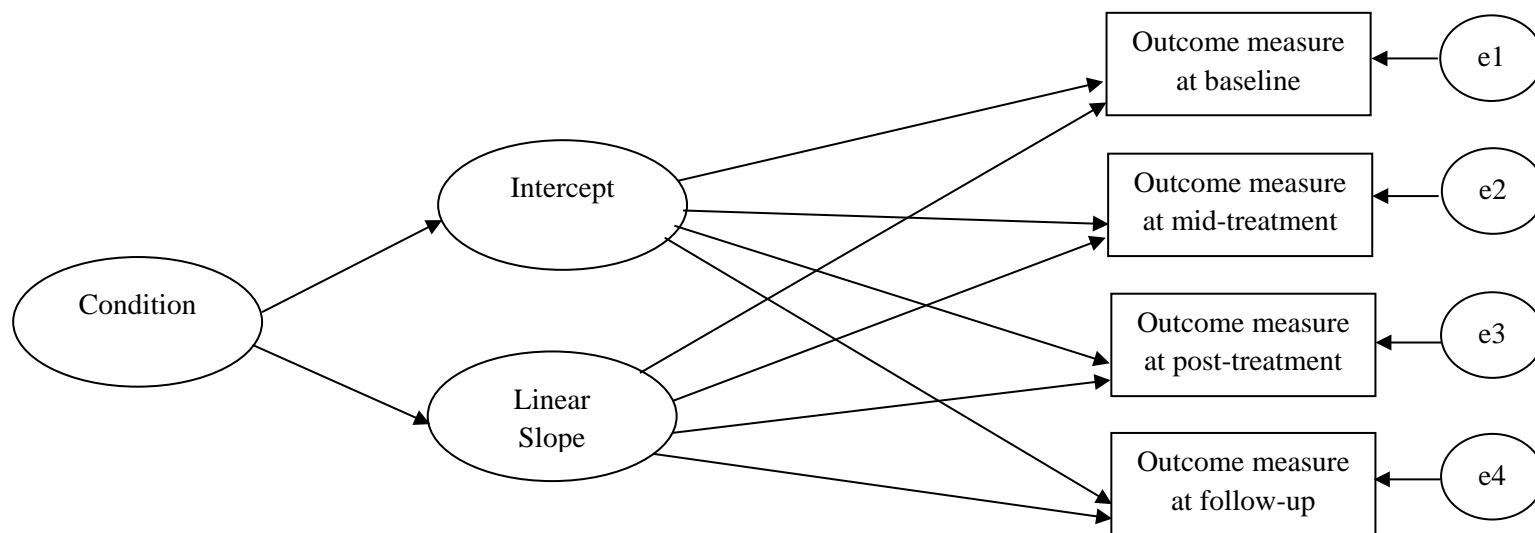 Outcome measure
at baseline
e1
Intercept
Outcome measure
at mid-treatment
e2
Condition
Outcome measure
at post-treatment
e3
Linear
Slope
Outcome measure
at follow-up
e4